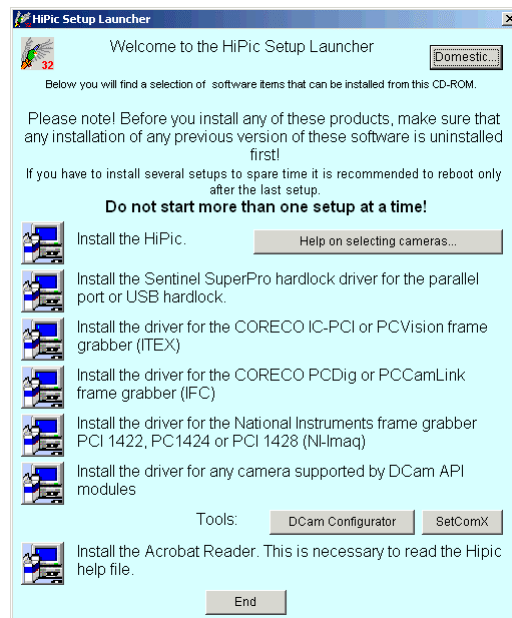 HiPic Setup Launcher
32
Welcome to the HiPic Setup Launcher
Domestic...
Below you will find a selection of software items that can be installed from this CD-ROM.
Please note! Before you install any of these products, make sure that
any installation of any previous version of these software is uninstalled
first!
If you have to install several setups to spare time it is recommended to reboot only
after the last setup.
Do not start more than one setup at a time!
Install the HiPic.
Help on selecting cameras...
Install the Sentinel SuperPro hardlock driver for the parallel
port or USB hardlock.
Install the driver for the CORECO IC-PCI or PCVision frame
grabber (ITEX)
Install the driver for the CORECO PCDig or PCCamLink
frame grabber (IFC)
Install the driver for the National Instruments frame grabber
PCI 1422, PC1424 or PCI 1428 (NI-Imaq)
Install the driver for any camera supported by DCam API
modules
Tools:
DCam Configurator
SetComX
Install the Acrobat Reader. This is necessary to read the Hipic
help file.
End